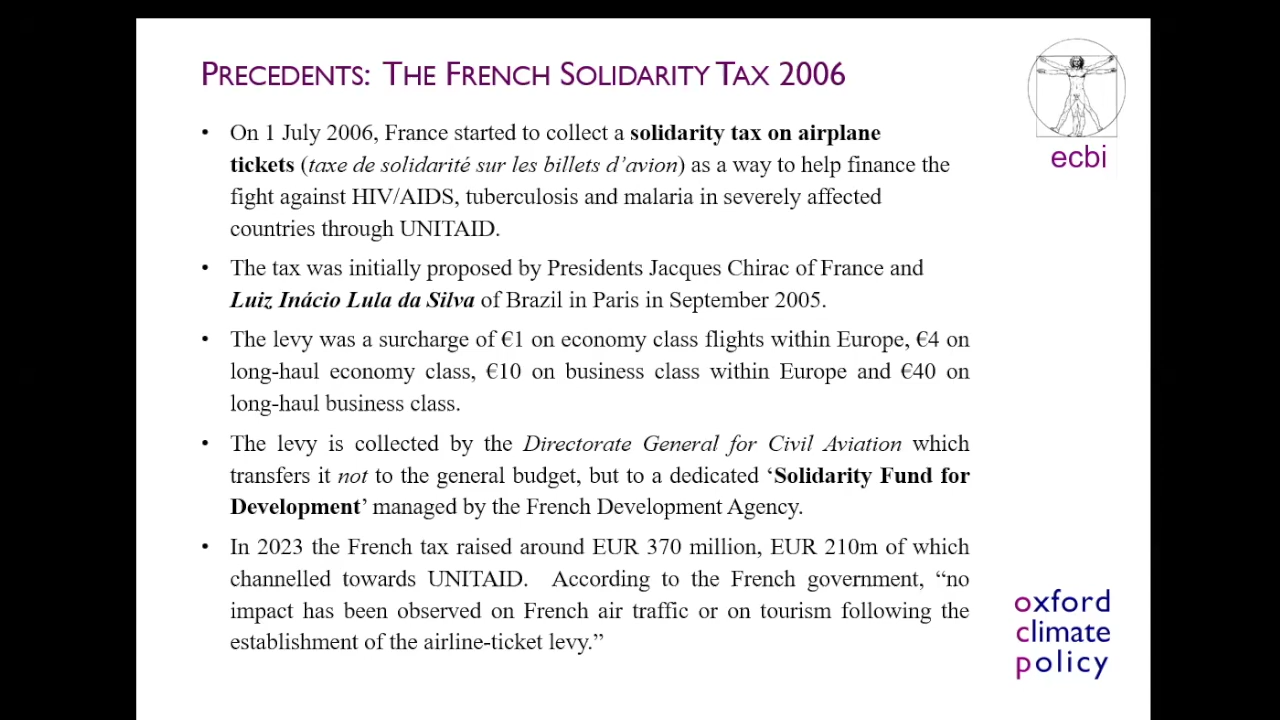 PRECEDENTS: THE FRENCH SOLIDARITY TAX 2006
• On 1 July 2006, France started to collect a solidarity tax on airplane
tickets (taxe de solidarité sur les billets d’avion) as a way to help finance the
fight against HIV/AIDS, tuberculosis and malaria in severely affected
countries through UNITAID.
• The tax was initially proposed by Presidents Jacques Chirac of France and
Luiz Inácio Lula da Silva of Brazil in Paris in September 2005.
• The levy was a surcharge of €1 on economy class flights within Europe, €4 on
long-haul economy class, €10 on business class within Europe and €40 on
long-haul business class.
• The levy is collected by the Directorate General for Civil Aviation which
transfers it not to the general budget, but to a dedicated ‘Solidarity Fund for
Development’ managed by the French Development Agency.
• In 2023 the French tax raised around EUR 370 million, EUR 210m of which
channelled towards UNITAID. According to the French government, “no
impact has been observed on French air traffic or on tourism following the
establishment of the airline-ticket levy.”
ecbi
oxford
climate
policy